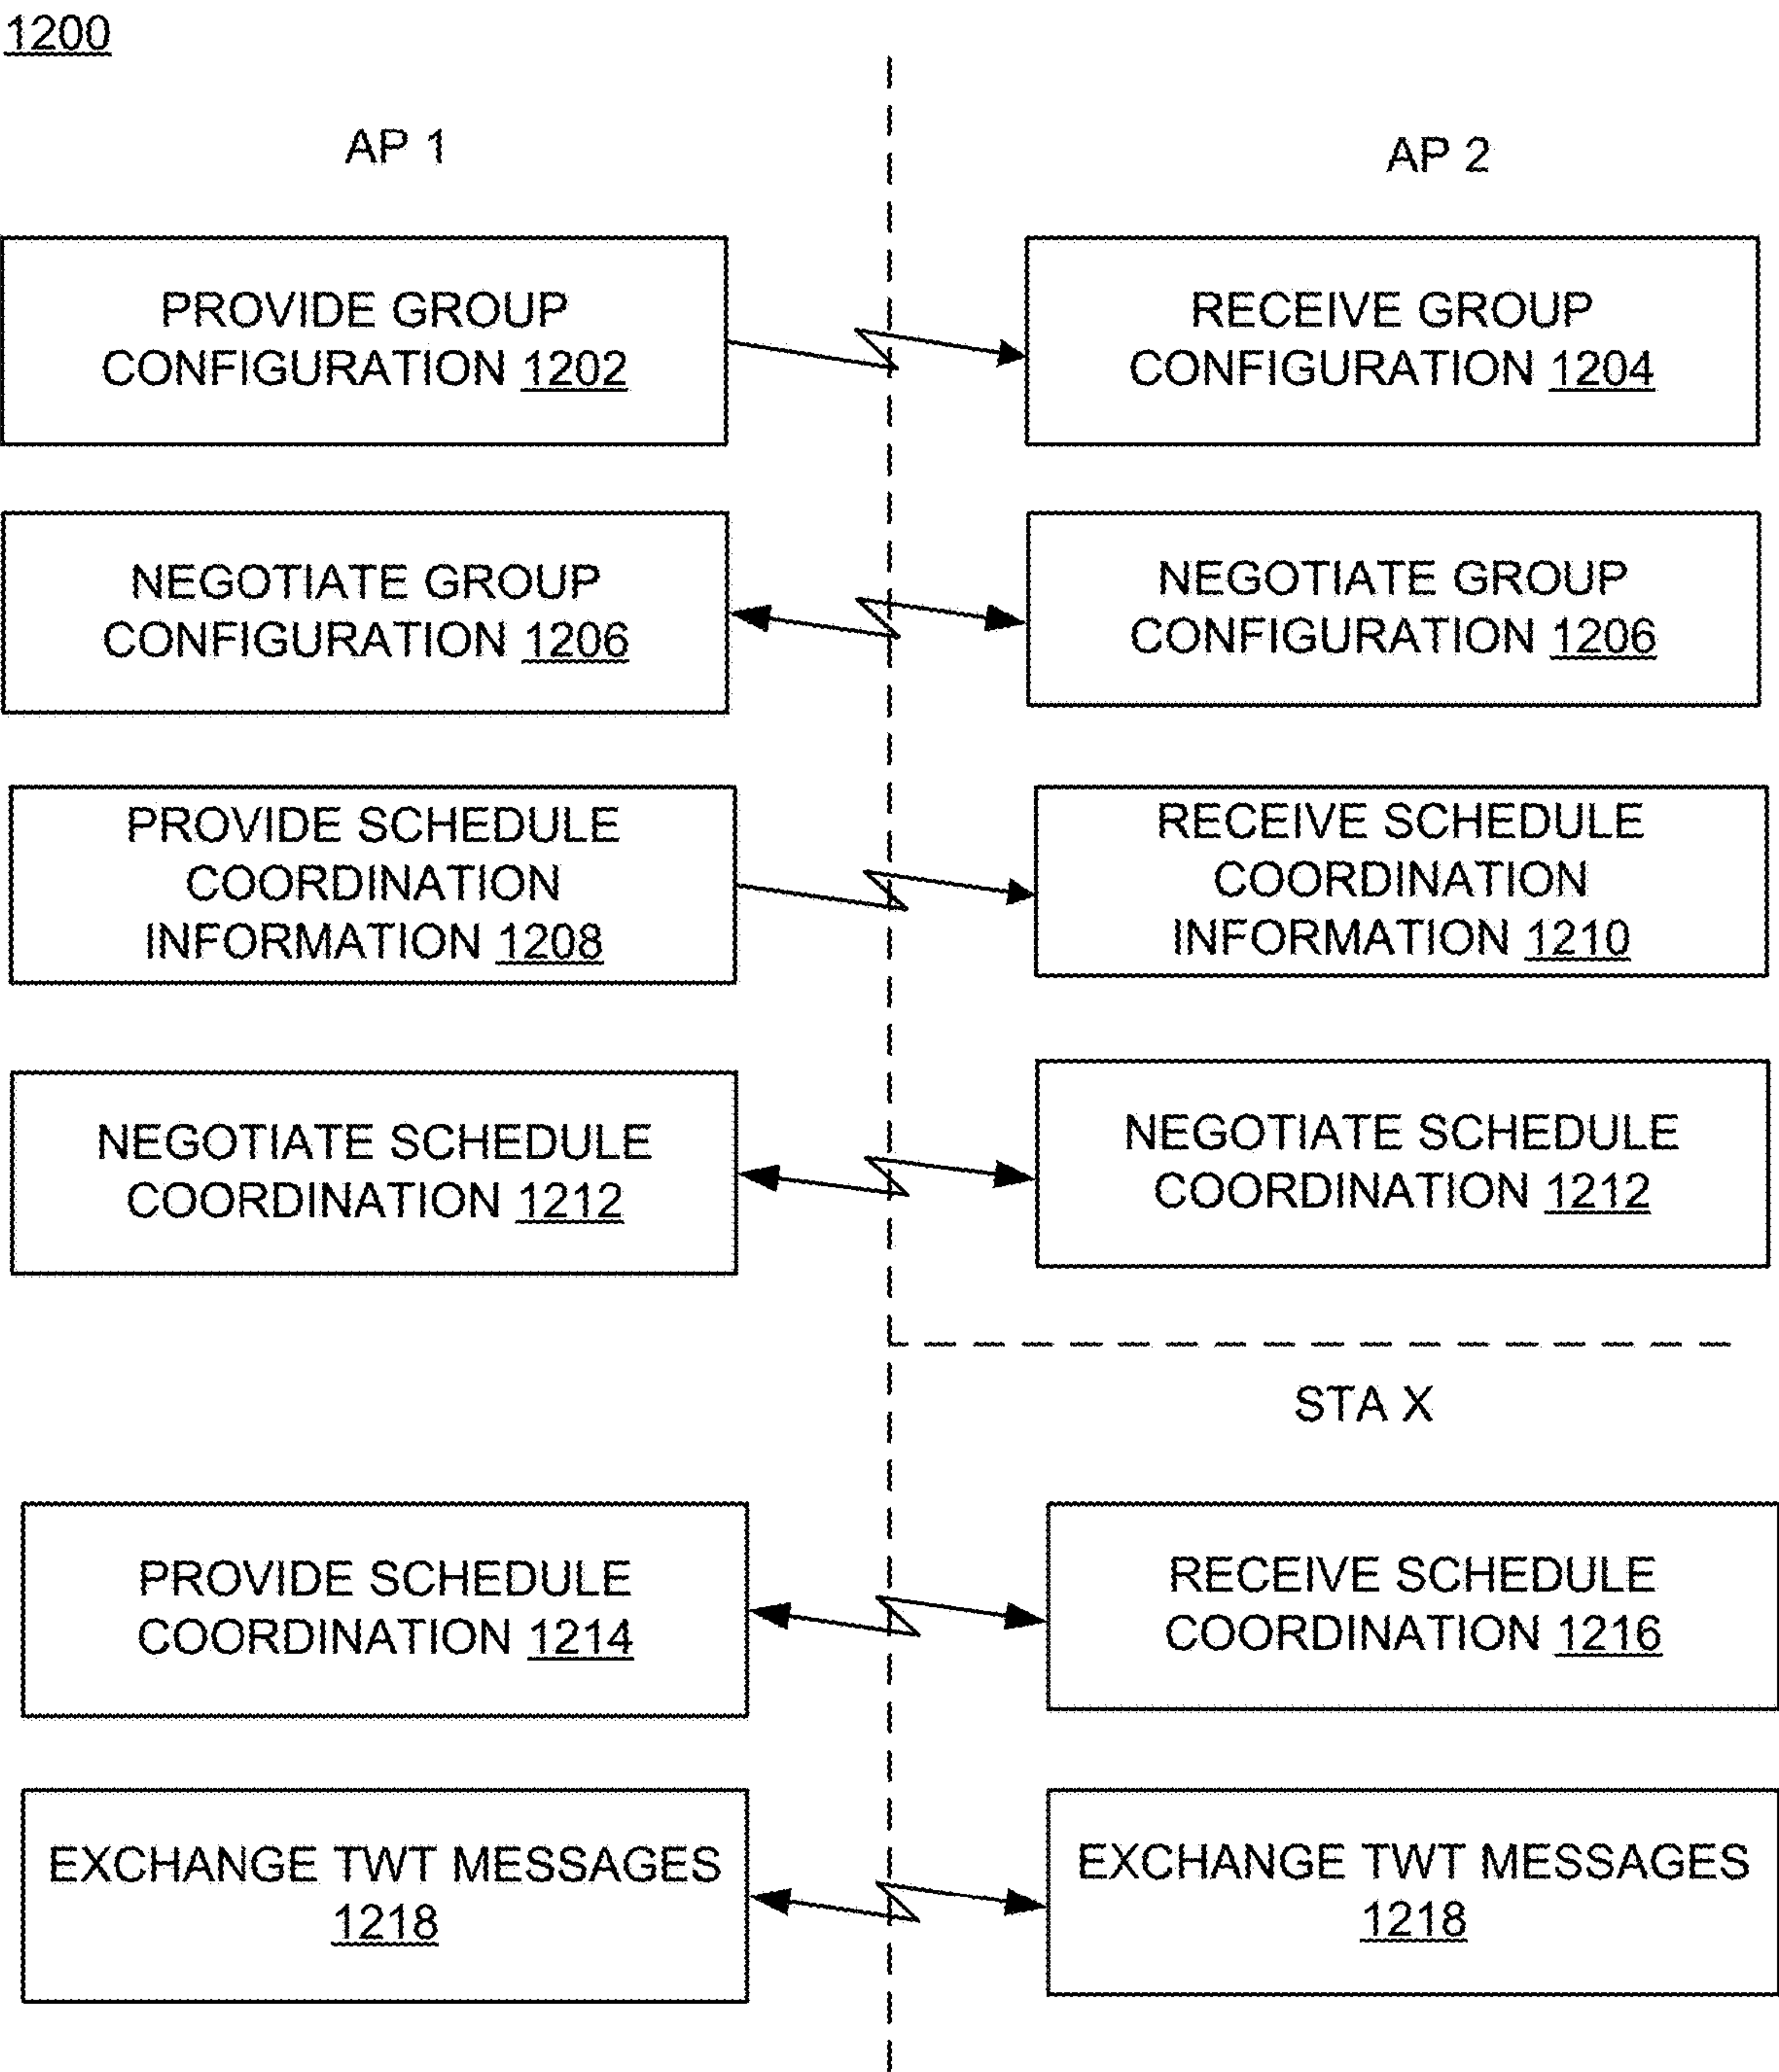 1200
AP 1
AP 2
PROVIDE GROUP
CONFIGURATION 1202
RECEIVE GROUP
CONFIGURATION 1204
NEGOTIATE GROUP
CONFIGURATION 1206
NEGOTIATE GROUP
CONFIGURATION 1206
PROVIDE SCHEDULE
COORDINATION
INFORMATION 1208
RECEIVE SCHEDULE
COORDINATION
INFORMATION 1210
NEGOTIATE SCHEDULE
COORDINATION 1212
NEGOTIATE SCHEDULE
COORDINATION 1212
STA X
PROVIDE SCHEDULE
COORDINATION 1214
RECEIVE SCHEDULE
COORDINATION 1216
EXCHANGE TWT MESSAGES
1218
EXCHANGE TWT MESSAGES
1218